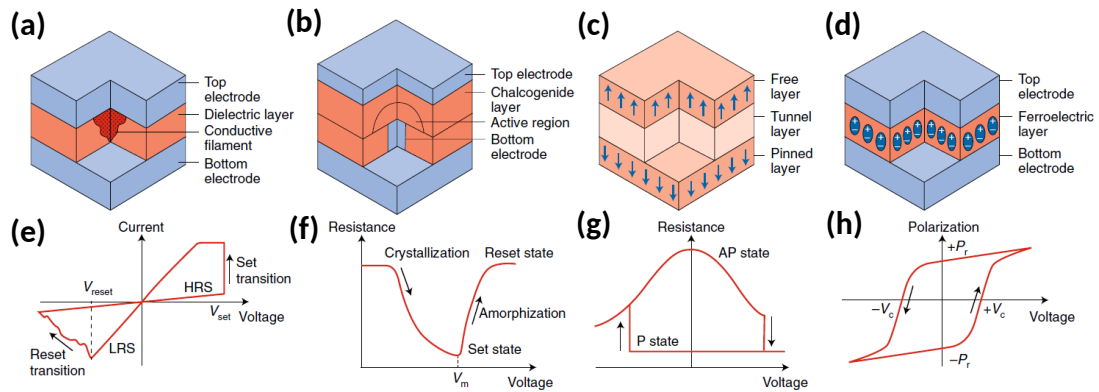 (a)
Top
electrode
Dielectric layer
Conductive
filament
Bottom
electrode
(b)
Top electrode
Chalcogenide
layer
Active region
Bottom
electrode
(c)
Free
layer
Tunnel
layer
Pinned
layer
(d)
Top
electrode
Ferroelectric
layer
Bottom
electrode
(e)
Current
Set
transition
HRS
V_reset
V_set
Voltage
LRS
Reset
transition
(f)
Resistance
Crystallization
Reset state
Amorphization
Set state
V_m
Voltage
(g)
Resistance
AP state
P state
Voltage
(h)
Polarization
+P_r
−V_c
+V_c
Voltage
−P_r